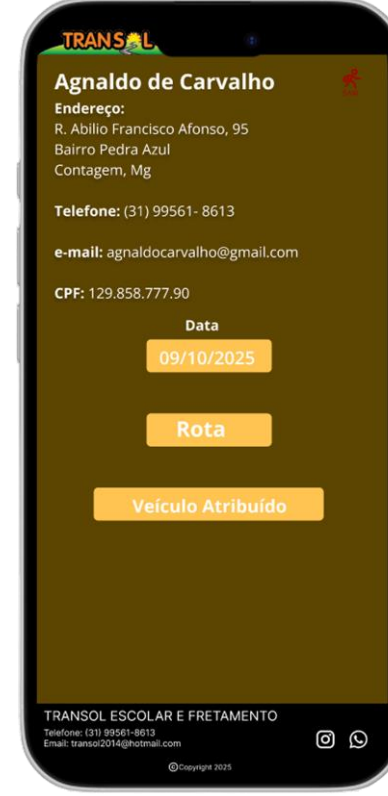 TRANSOL
Agnaldo de Carvalho
Endereço:
R. Abilio Francisco Afonso, 95
Bairro Pedra Azul
Contagem, Mg
Telefone: (31) 99561- 8613
e-mail: agnaldocarvalho@gmail.com
CPF: 129.858.777.90
Data
09/10/2025
Rota
Veículo Atribuído
TRANSOL ESCOLAR E FRETAMENTO
Telefone: (31) 99561-8613
Email: transol2014@hotmail.com
©Copyright 2025